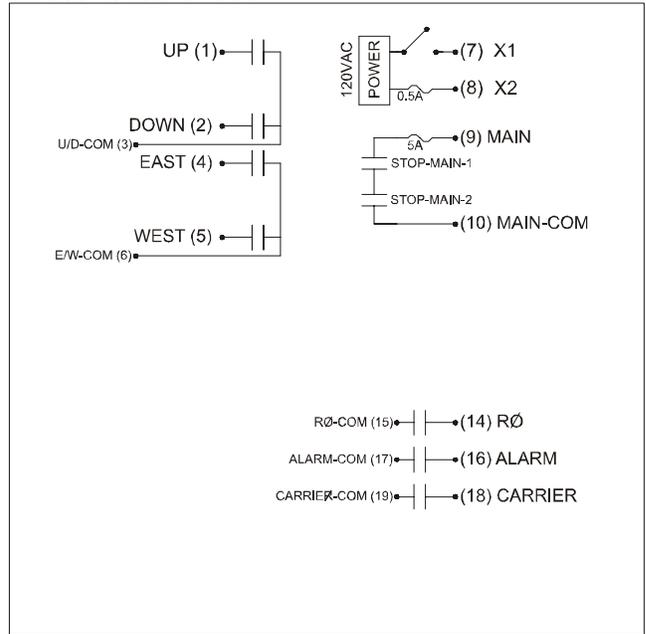 UP (1)
DOWN (2)
U/D-COM (3)
EAST (4)
WEST (5)
E/W-COM (6)
120VAC
POWER
(7) X1
0.5A
(8) X2
5A
(9) MAIN
STOP-MAIN-1
STOP-MAIN-2
(10) MAIN-COM
RØ-COM (15) (14) RØ
ALARM-COM (17) (16) ALARM
CARRIER-COM (19) (18) CARRIER